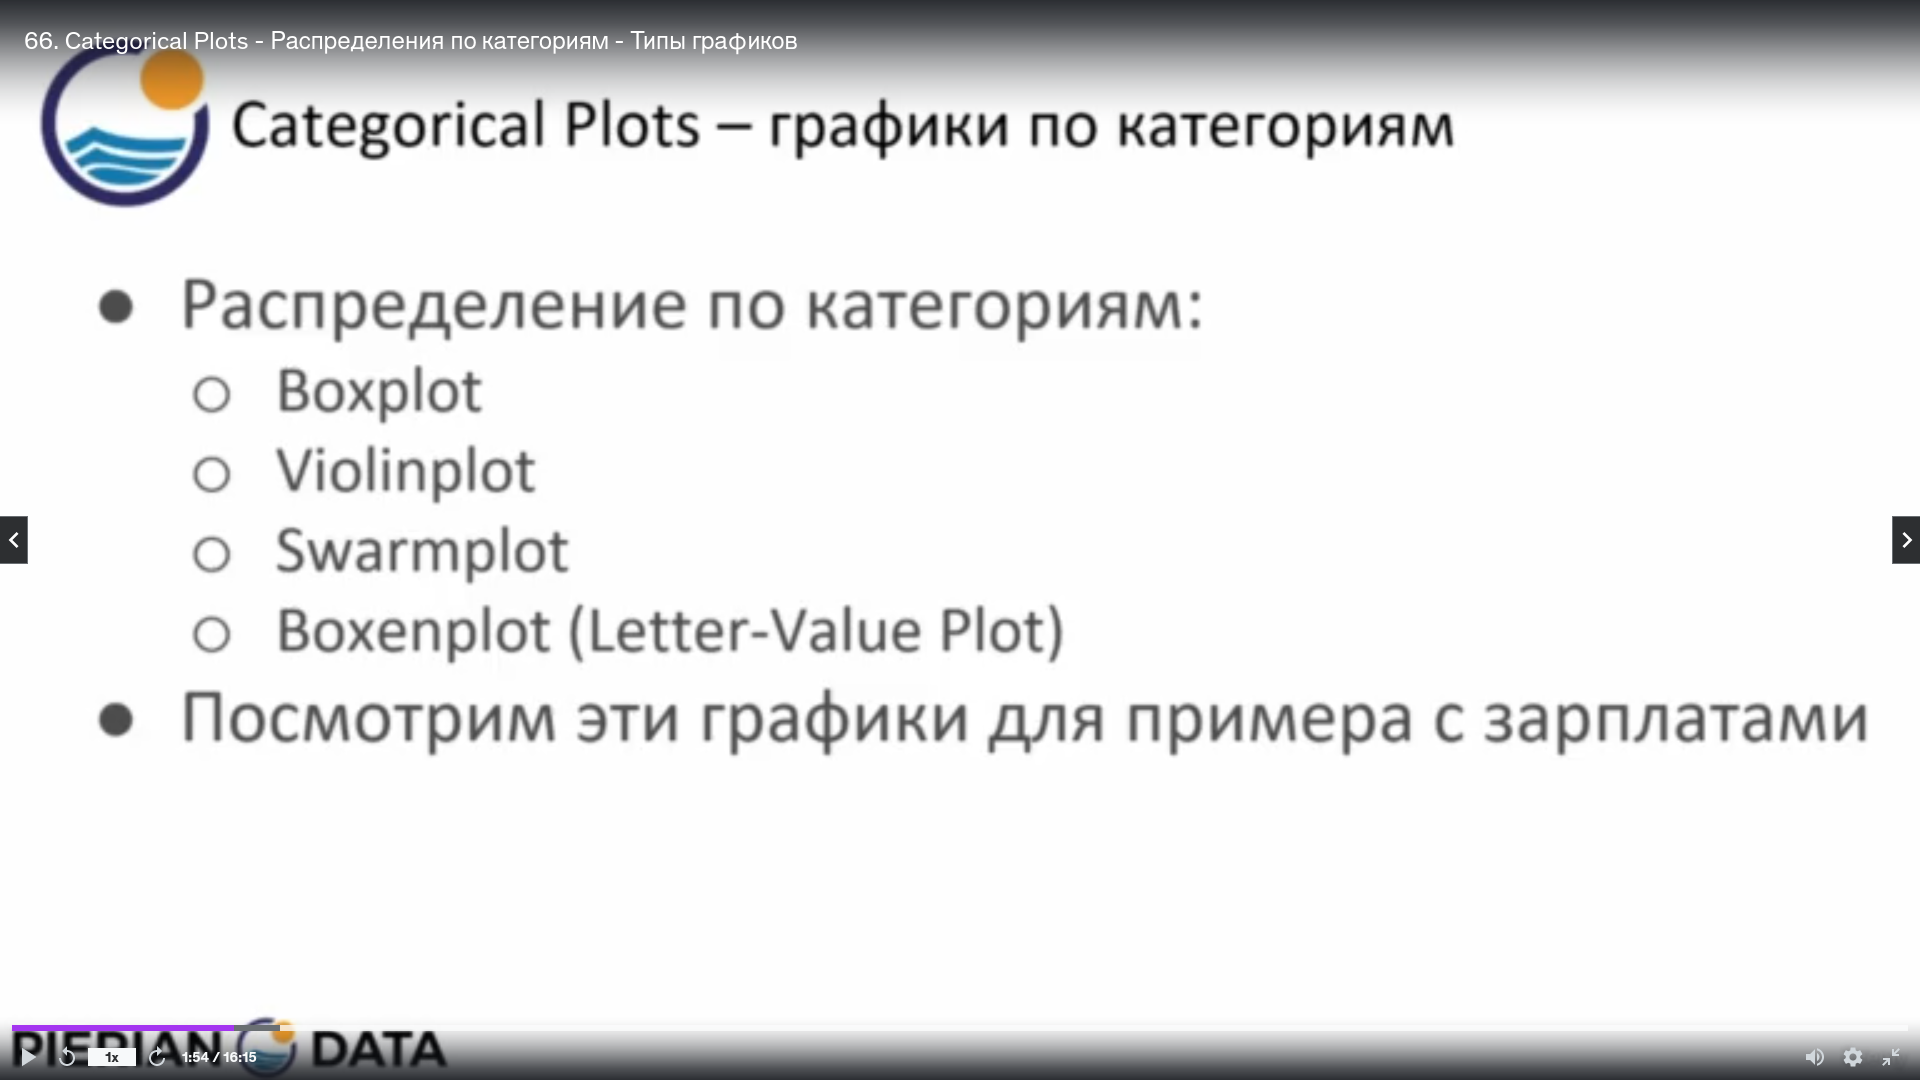 66. Categorical Plots - Распределения по категориям - Типы графиков
Categorical Plots – графики по категориям
Распределение по категориям:
Boxplot
Violinplot
Swarmplot
Boxenplot (Letter-Value Plot)
Посмотрим эти графики для примера с зарплатами
PIERIAN DATA
1x
1:54 / 16:15